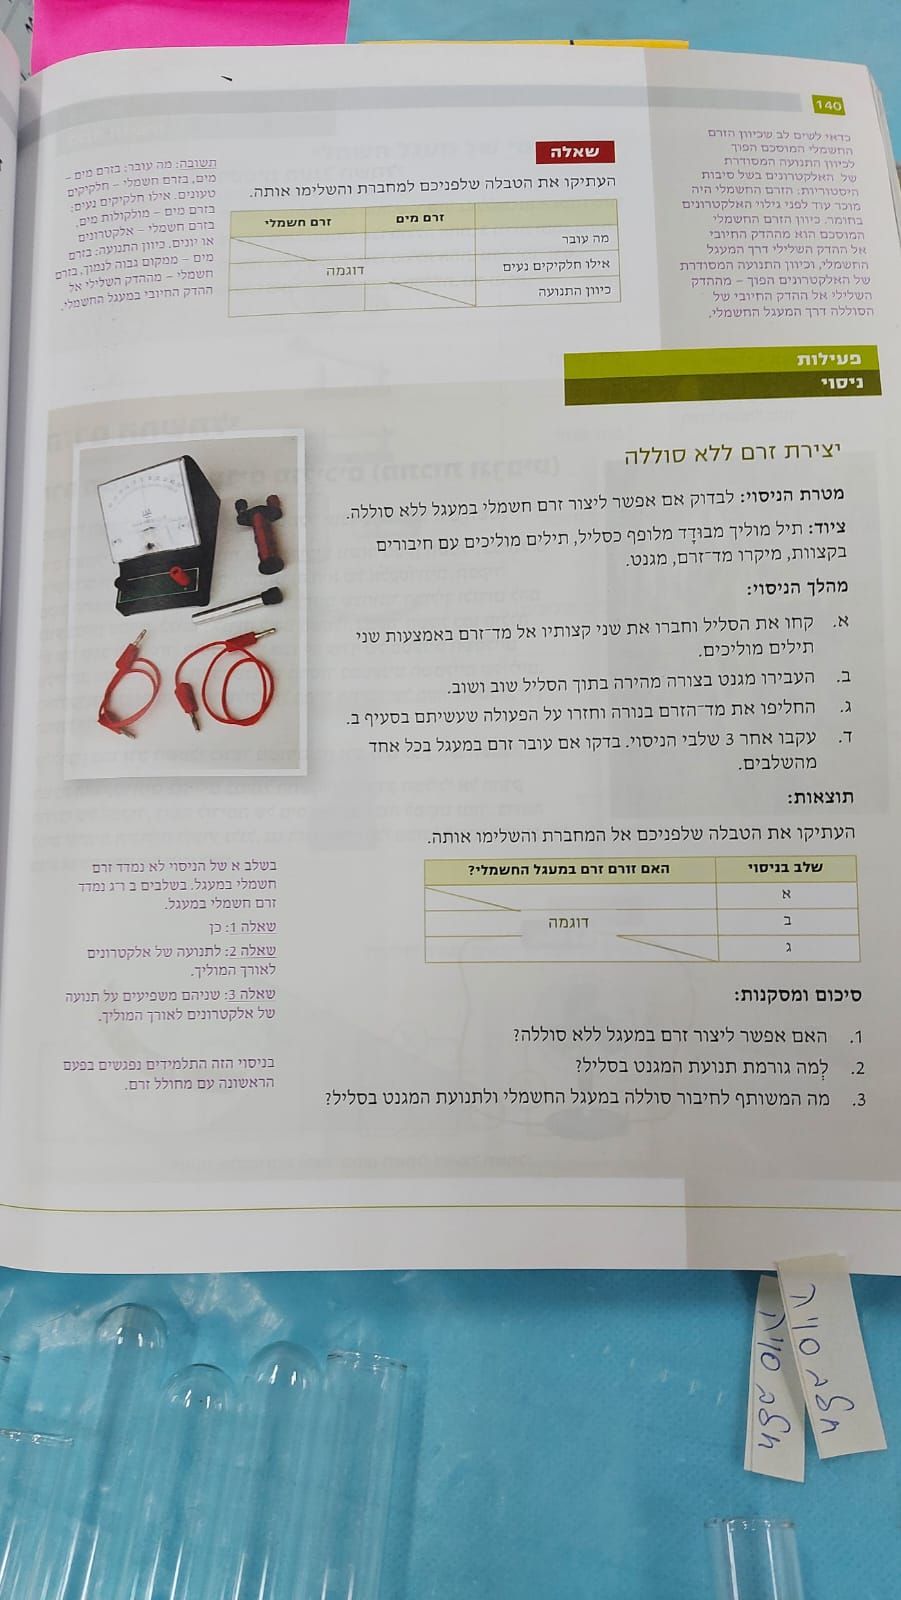 140
כדאי לשים לב שכיוון הזרם
החשמלי המוסכם הפוך
לכיוון התנועה המסודרת
של האלקטרונים בשל סיבות
היסטוריות: הזרם החשמלי היה
מוכר עוד לפני גילוי האלקטרונים
בחומר. כיוון הזרם החשמלי
המוסכם הוא מההדק החיובי
אל ההדק השלילי דרך המעגל
החשמלי, וכיוון התנועה המסודרת
של האלקטרונים הפוך – מההדק
השלילי אל ההדק החיובי של
הסוללה דרך המעגל החשמלי.
שאלה
העתיקו את הטבלה שלפניכם למחברת והשלימו אותה.
זרם מים זרם חשמלי
מה עובר
אילו חלקיקים נעים דוגמה
כיוון התנועה
תשובה: מה עובר: בזרם מים –
מים, בזרם חשמלי – חלקיקים
טעונים. אילו חלקיקים נעים:
בזרם מים – מולקולות מים,
בזרם חשמלי – אלקטרונים
או יונים. כיוון התנועה: בזרם
מים – ממקום גבוה לנמוך, בזרם
חשמלי – מההדק השלילי אל
ההדק החיובי במעגל החשמלי.
פעילות
ניסוי
יצירת זרם ללא סוללה
מטרת הניסוי: לבדוק אם אפשר ליצור זרם חשמלי במעגל ללא סוללה.
ציוד: תיל מוליך מבוּדָד מלופף כסליל, תילים מוליכים עם חיבורים
בקצוות, מיקרו מד־זרם, מגנט.
מהלך הניסוי:
א. קחו את הסליל וחברו את שני קצותיו אל מד־זרם באמצעות שני
תילים מוליכים.
ב. העבירו מגנט בצורה מהירה בתוך הסליל שוב ושוב.
ג. החליפו את מד־הזרם בנורה וחזרו על הפעולה שעשיתם בסעיף ב.
ד. עקבו אחר 3 שלבי הניסוי. בדקו אם עובר זרם במעגל בכל אחד
מהשלבים.
תוצאות:
העתיקו את הטבלה שלפניכם אל המחברת והשלימו אותה.
שלב בניסוי האם זורם זרם במעגל החשמלי?
א
ב דוגמה
ג
בשלב א של הניסוי לא נמדד זרם
חשמלי במעגל. בשלבים ב ו־ג נמדד
זרם חשמלי במעגל.
שאלה 1: כן
שאלה 2: לתנועה של אלקטרונים
לאורך המוליך.
שאלה 3: שניהם משפיעים על תנועה
של אלקטרונים לאורך המוליך.
בניסוי הזה התלמידים נפגשים בפעם
הראשונה עם מחולל זרם.
סיכום ומסקנות:
1. האם אפשר ליצור זרם במעגל ללא סוללה?
2. לְמה גורמת תנועת המגנט בסליל?
3. מה המשותף לחיבור סוללה במעגל החשמלי ולתנועת המגנט בסליל?